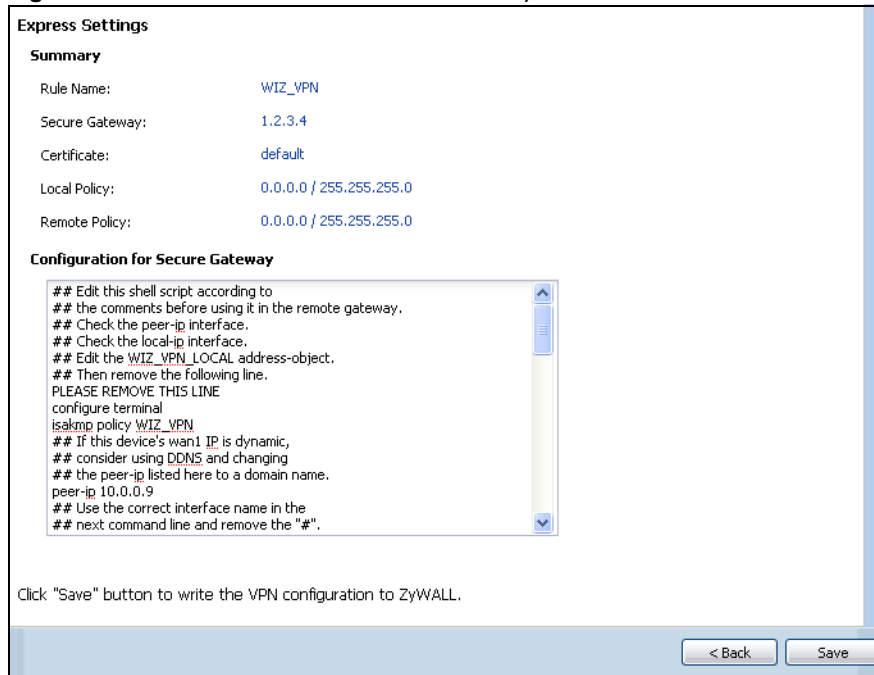 Express Settings
Summary
Rule Name: WIZ_VPN
Secure Gateway: 1.2.3.4
Certificate: default
Local Policy: 0.0.0.0 / 255.255.255.0
Remote Policy: 0.0.0.0 / 255.255.255.0
Configuration for Secure Gateway
## Edit this shell script according to
## the comments before using it in the remote gateway.
## Check the peer-ip interface.
## Check the local-ip interface.
## Edit the WIZ_VPN_LOCAL address-object.
## Then remove the following line.
PLEASE REMOVE THIS LINE
configure terminal
isakmp policy WIZ_VPN
## If this device's wan1 IP is dynamic,
## consider using DDNS and changing
## the peer-ip listed here to a domain name.
peer-ip 10.0.0.9
## Use the correct interface name in the
## next command line and remove the "#".
Click "Save" button to write the VPN configuration to ZyWALL.
< Back Save